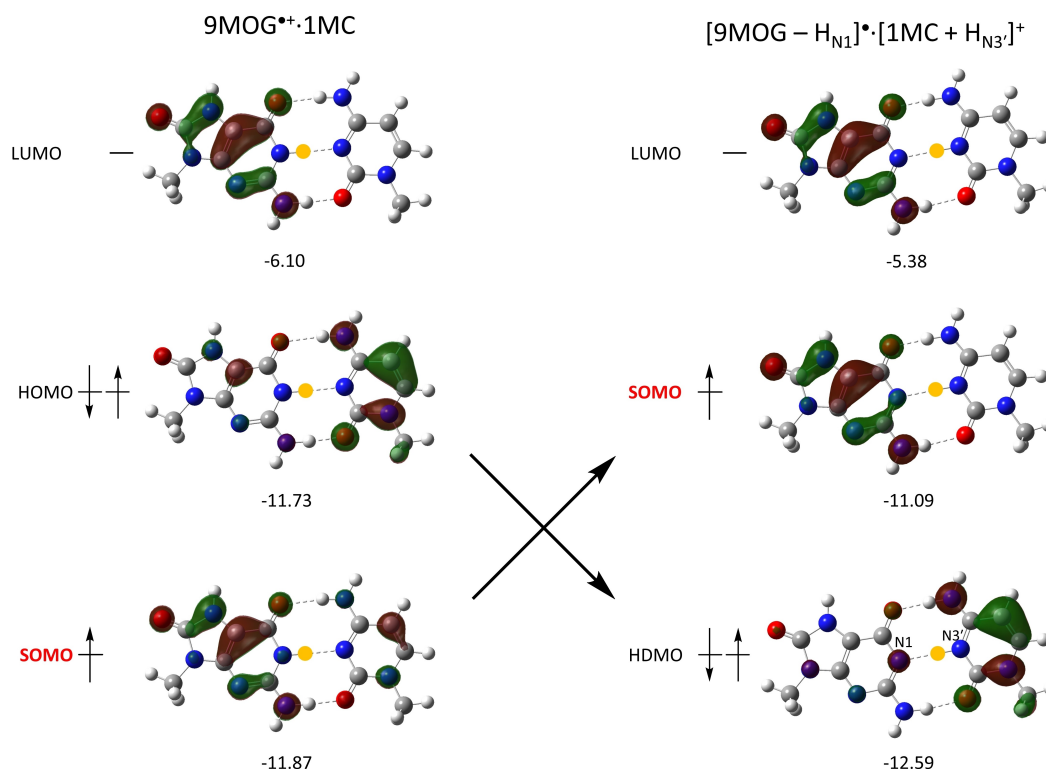 9MOG•+·1MC
[9MOG – HN1]•·[1MC + HN3′]+
LUMO
LUMO
-6.10
-5.38
HOMO
SOMO
-11.73
-11.09
N1
N3′
SOMO
HDMO
-11.87
-12.59